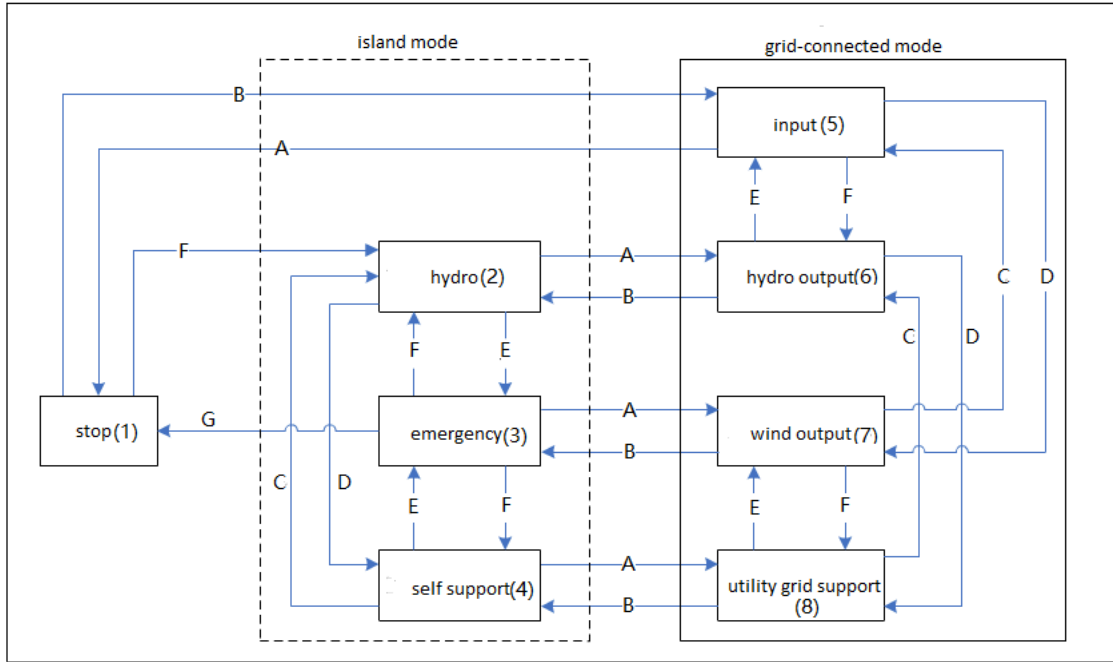 island mode
grid-connected mode
B
input(5)
A
E
F
F
hydro(2)
A
hydro output(6)
C
D
B
F
E
C
D
stop(1)
G
emergency(3)
A
wind output(7)
B
C
D
E
F
E
F
self support(4)
A
utility grid support
(8)
B